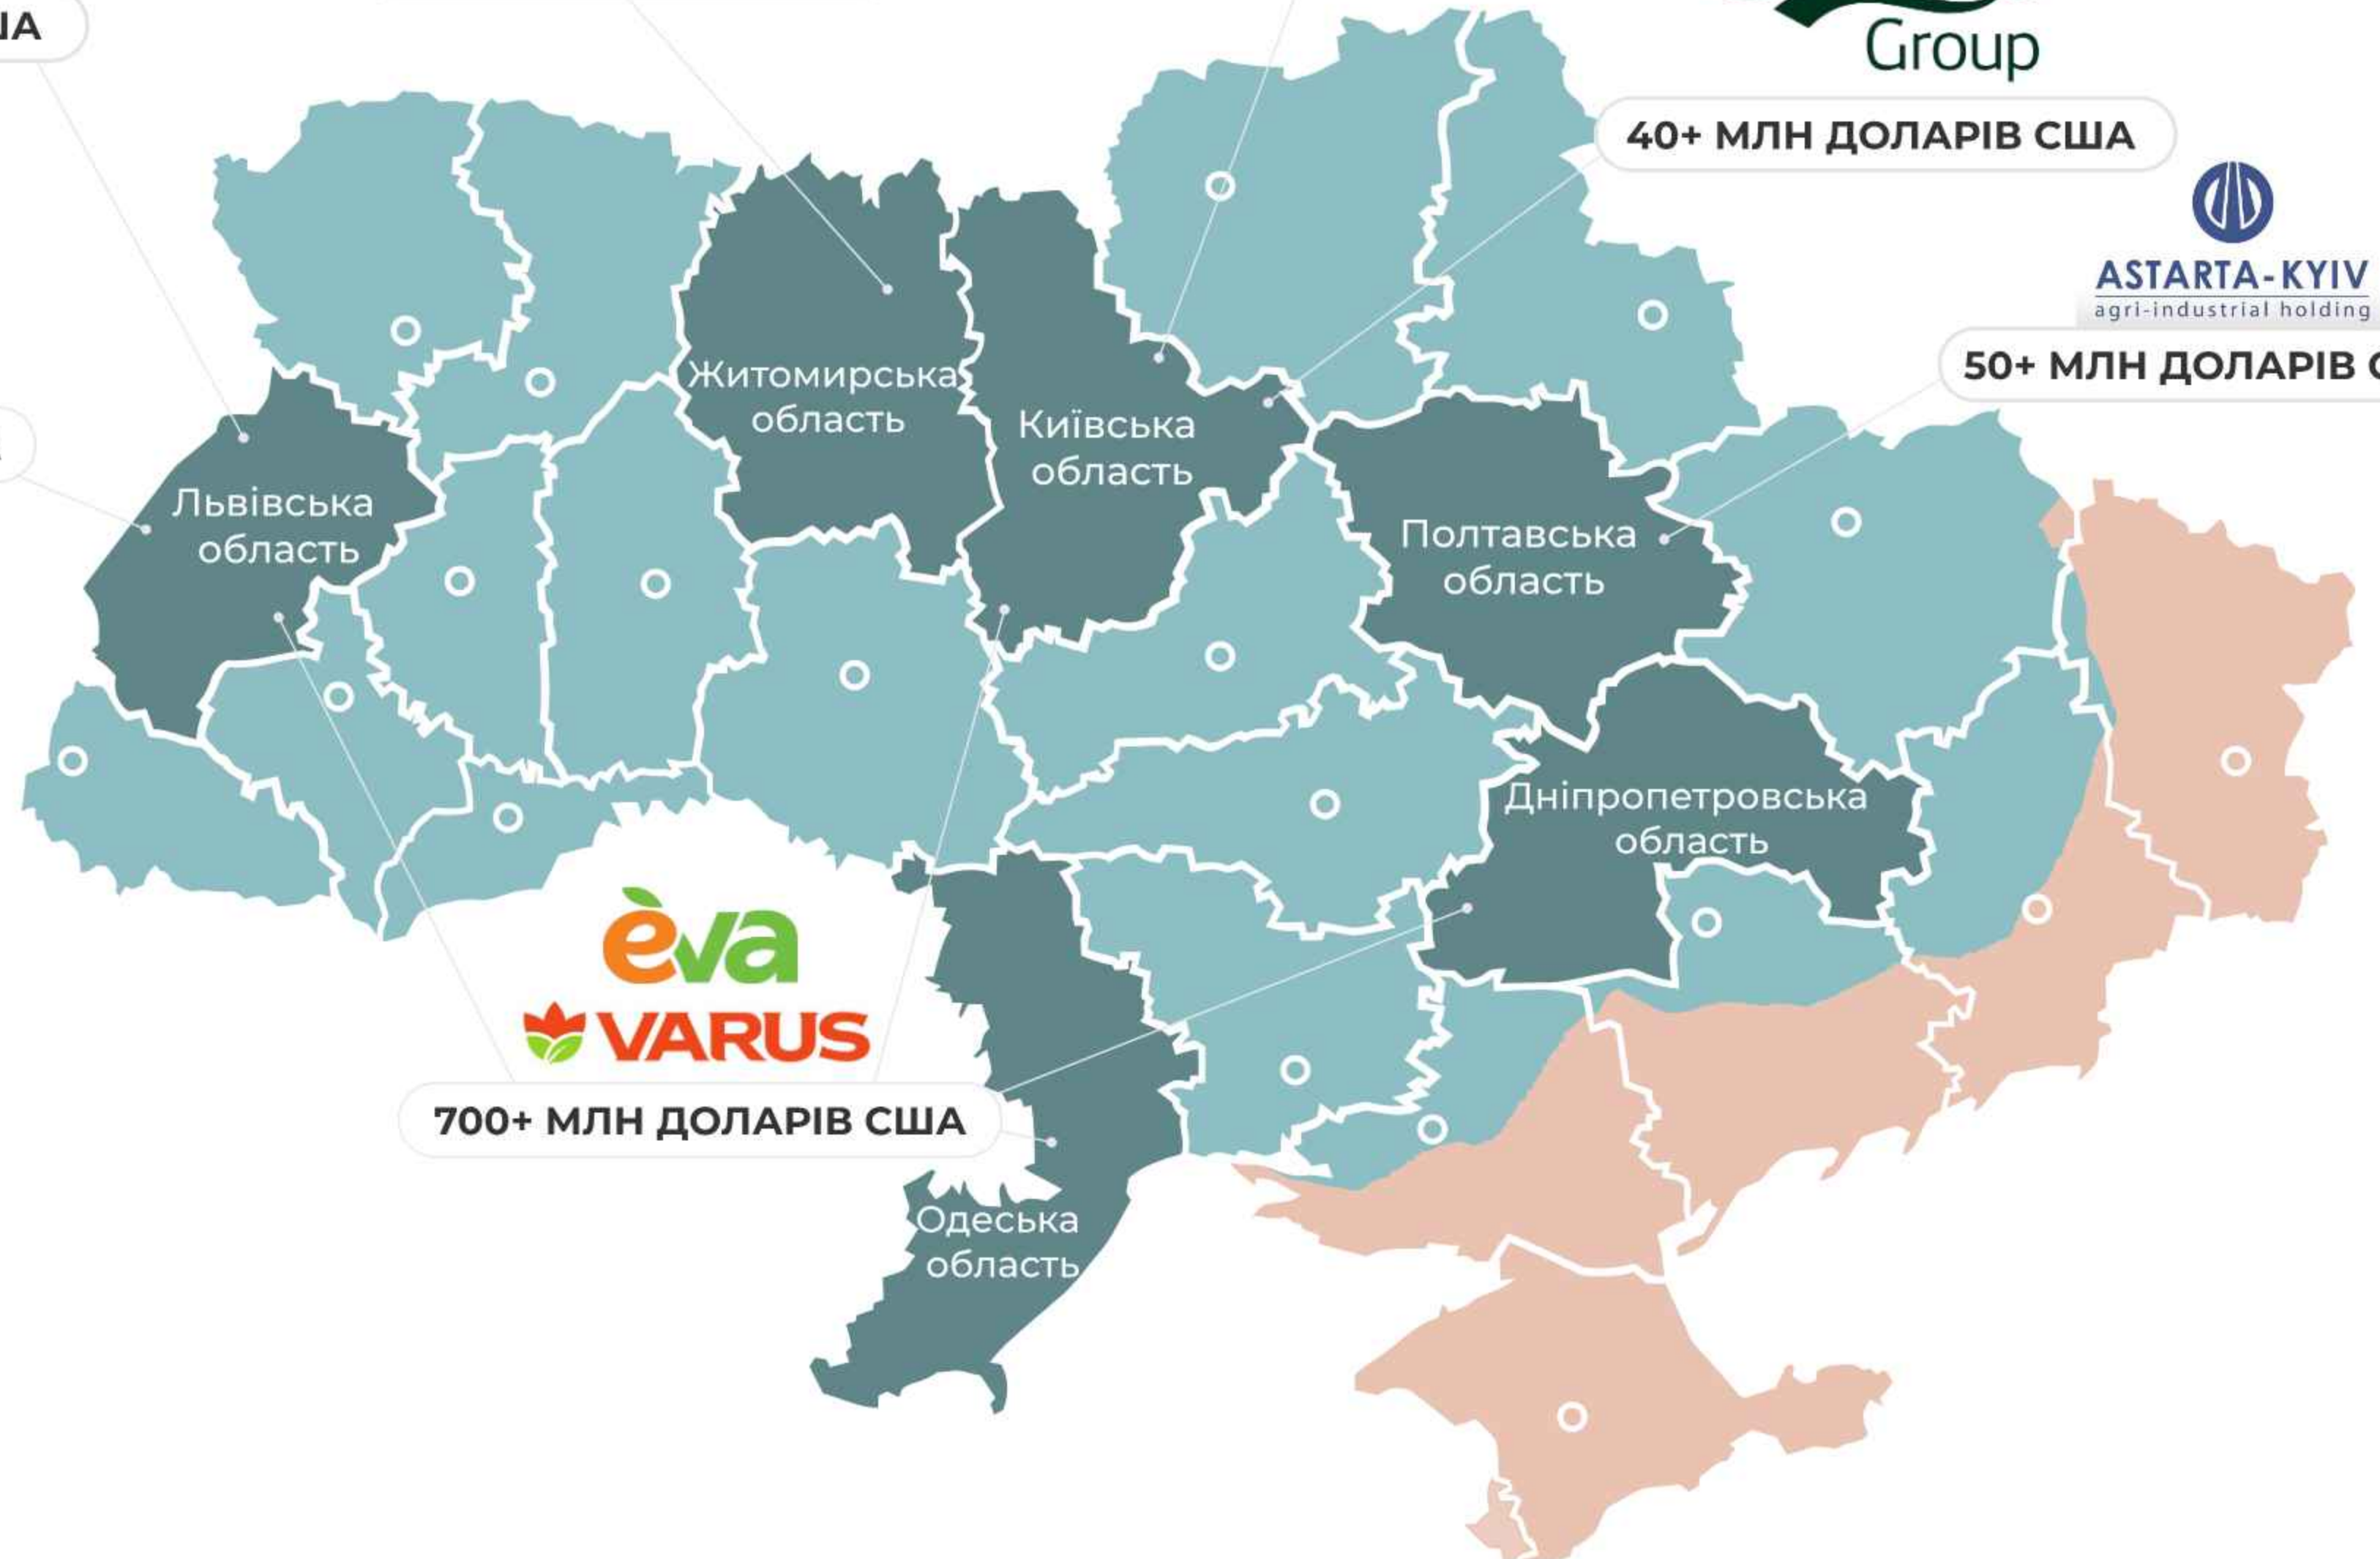 Group
40+ МЛН ДОЛАРІВ США
ASTARTA-KYIV
agri-industrial holding
50+ МЛН ДОЛАРІВ
Житомирська
область
Київська
область
Львівська
область
Полтавська
область
Дніпропетровська
область
èva
VARUS
700+ МЛН ДОЛАРІВ США
Одеська
область